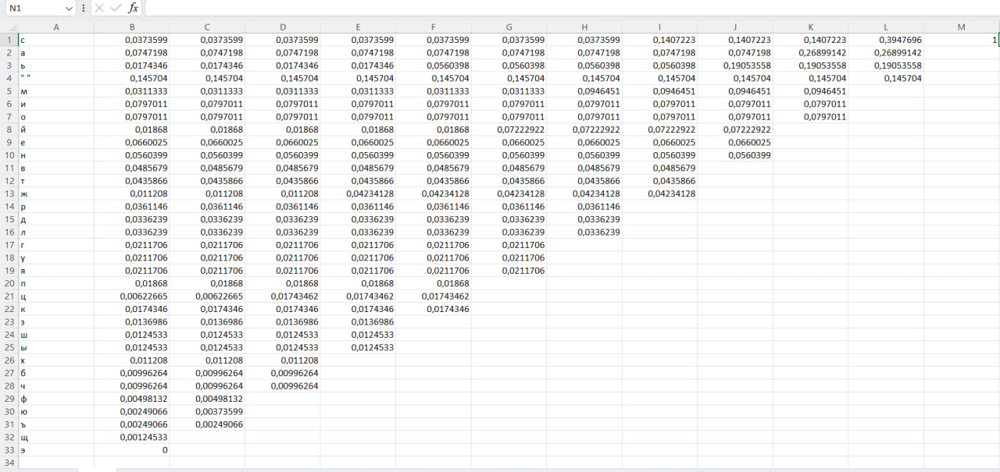 N1 fx
A B C D E F G H I J K L M
1 с 0,0373599 0,0373599 0,0373599 0,0373599 0,0373599 0,0373599 0,0373599 0,1407223 0,1407223 0,1407223 0,3947696 1
2 а 0,0747198 0,0747198 0,0747198 0,0747198 0,0747198 0,0747198 0,0747198 0,0747198 0,0747198 0,26899142 0,26899142
3 ь 0,0174346 0,0174346 0,0174346 0,0174346 0,0560398 0,0560398 0,0560398 0,0560398 0,19053558 0,19053558 0,19053558
4 " " 0,145704 0,145704 0,145704 0,145704 0,145704 0,145704 0,145704 0,145704 0,145704 0,145704 0,145704
5 м 0,0311333 0,0311333 0,0311333 0,0311333 0,0311333 0,0311333 0,0946451 0,0946451 0,0946451 0,0946451
6 и 0,0797011 0,0797011 0,0797011 0,0797011 0,0797011 0,0797011 0,0797011 0,0797011 0,0797011 0,0797011
7 о 0,0797011 0,0797011 0,0797011 0,0797011 0,0797011 0,0797011 0,0797011 0,0797011 0,0797011 0,0797011
8 й 0,01868 0,01868 0,01868 0,01868 0,01868 0,07222922 0,07222922 0,07222922 0,07222922
9 е 0,0660025 0,0660025 0,0660025 0,0660025 0,0660025 0,0660025 0,0660025 0,0660025 0,0660025
10 н 0,0560399 0,0560399 0,0560399 0,0560399 0,0560399 0,0560399 0,0560399 0,0560399 0,0560399
11 в 0,0485679 0,0485679 0,0485679 0,0485679 0,0485679 0,0485679 0,0485679 0,0485679
12 т 0,0435866 0,0435866 0,0435866 0,0435866 0,0435866 0,0435866 0,0435866 0,0435866
13 ж 0,011208 0,011208 0,011208 0,04234128 0,04234128 0,04234128 0,04234128 0,04234128
14 р 0,0361146 0,0361146 0,0361146 0,0361146 0,0361146 0,0361146 0,0361146
15 д 0,0336239 0,0336239 0,0336239 0,0336239 0,0336239 0,0336239 0,0336239
16 л 0,0336239 0,0336239 0,0336239 0,0336239 0,0336239 0,0336239 0,0336239
17 г 0,0211706 0,0211706 0,0211706 0,0211706 0,0211706 0,0211706
18 у 0,0211706 0,0211706 0,0211706 0,0211706 0,0211706 0,0211706
19 я 0,0211706 0,0211706 0,0211706 0,0211706 0,0211706 0,0211706
20 п 0,01868 0,01868 0,01868 0,01868 0,01868
21 ц 0,00622665 0,00622665 0,01743462 0,01743462 0,01743462
22 к 0,0174346 0,0174346 0,0174346 0,0174346 0,0174346
23 з 0,0136986 0,0136986 0,0136986 0,0136986
24 ш 0,0124533 0,0124533 0,0124533 0,0124533
25 ы 0,0124533 0,0124533 0,0124533 0,0124533
26 х 0,011208 0,011208 0,011208
27 б 0,00996264 0,00996264 0,00996264
28 ч 0,00996264 0,00996264 0,00996264
29 ф 0,00498132 0,00498132
30 ю 0,00249066 0,00373599
31 ъ 0,00249066 0,00249066
32 щ 0,00124533
33 э 0
34